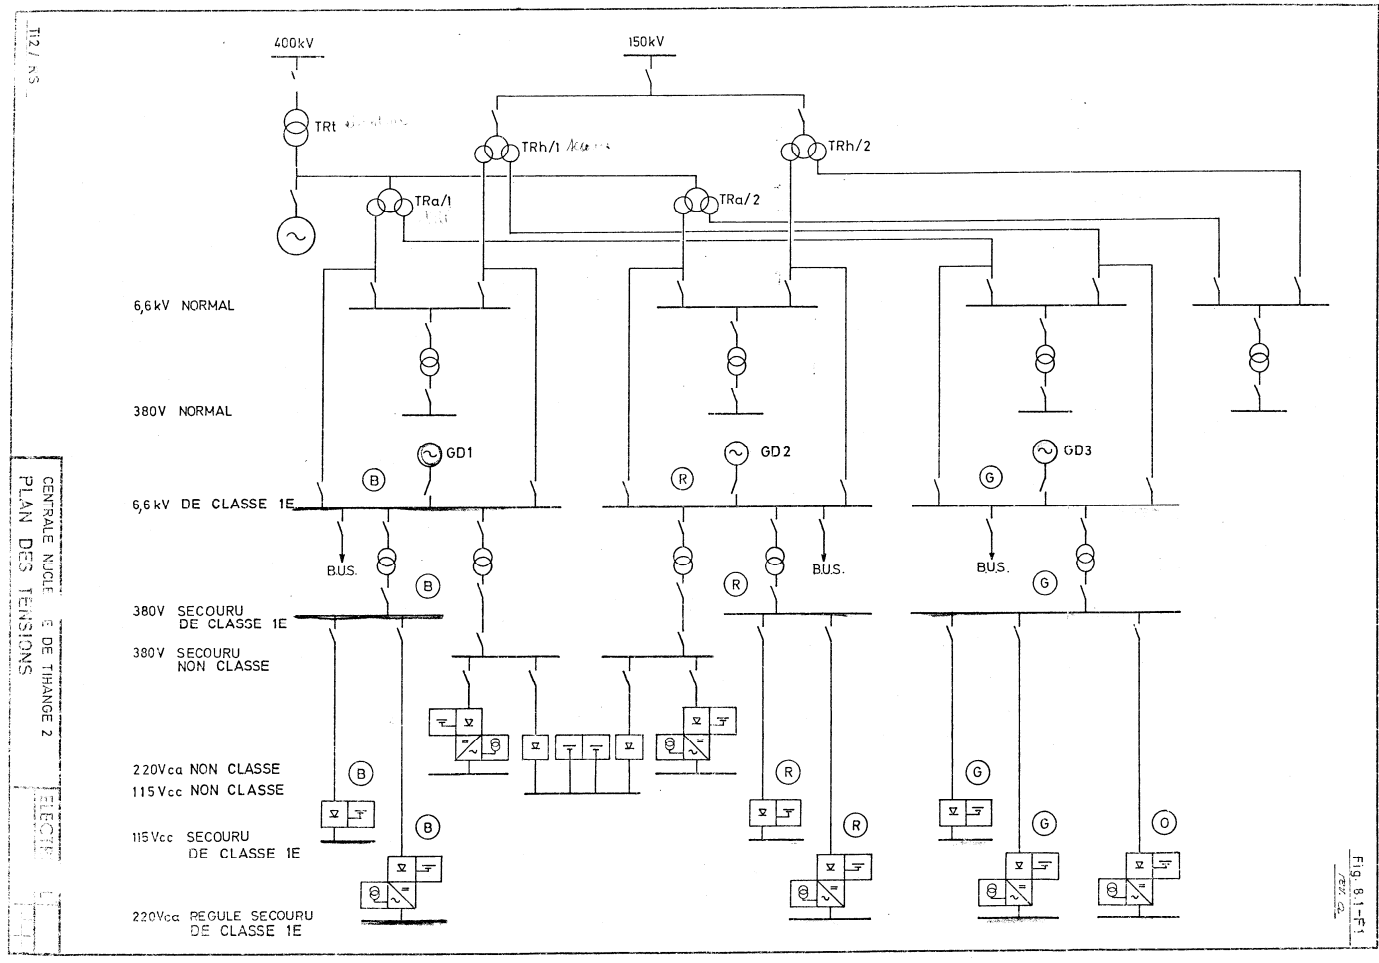 Ti2 /
400kV
150kV
TRt
TRh/1
TRh/2
TRa/1
TRa/2
6,6kV NORMAL
380V NORMAL
GD1
GD2
GD3
B
R
G
6,6kV DE CLASSE 1E
B.U.S.
B.U.S.
B.U.S.
B
R
G
380V SECOURU
DE CLASSE 1E
380V SECOURU
NON CLASSE
220Vca NON CLASSE
115Vcc NON CLASSE
B
R
G
115Vcc SECOURU
DE CLASSE 1E
B
R
G
O
220Vca REGULE SECOURU
DE CLASSE 1E
CENTRALE DE TIHANGE 2
PLAN DES TENSIONS
Fig. 8.1-F1